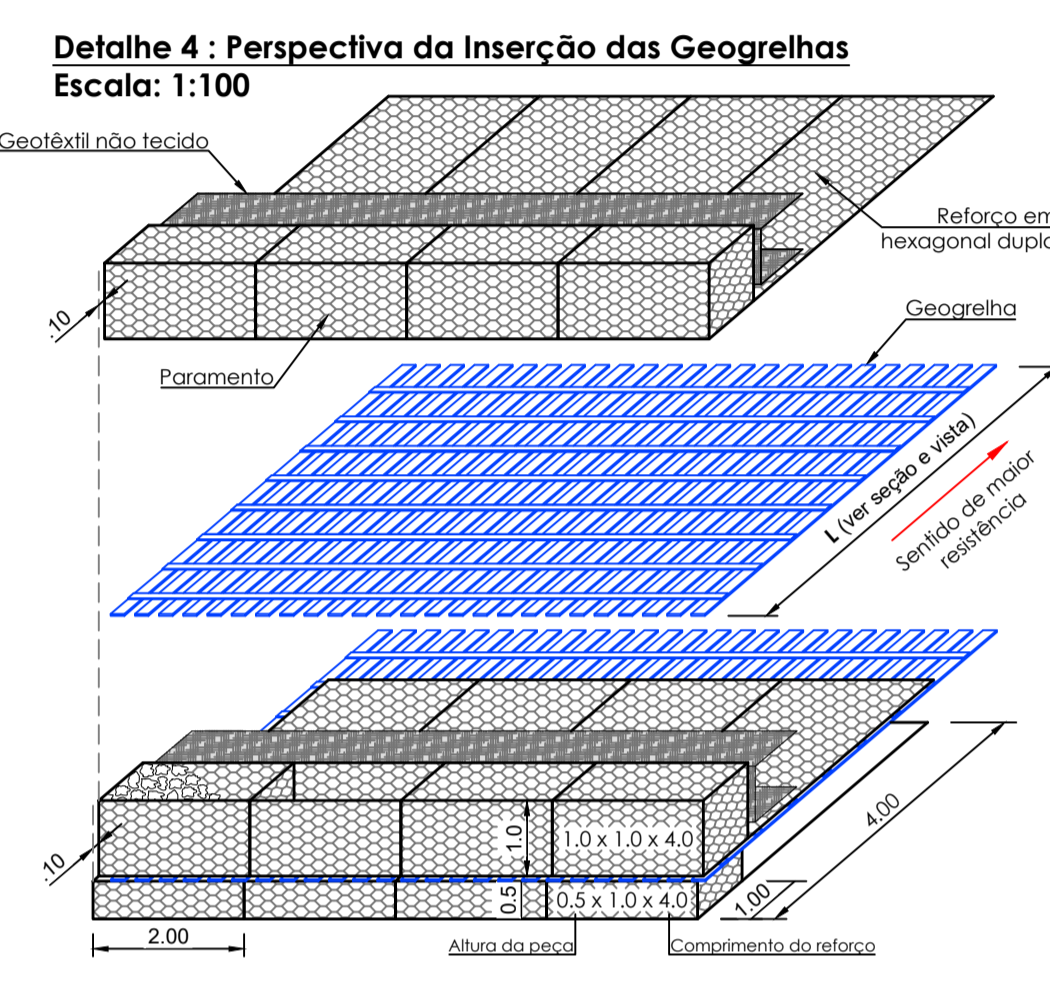 Detalhe 4 : Perspectiva da Inserção das Geogrelhas
Escala: 1:100
Geotêxtil não tecido
Reforço em
hexagonal dupla
.10
Geogrelha
Paramento
L (ver seção e vista)
Sentido de maior
resistência
4.00
1.0
1.0 x 1.0 x 4.0
.10
0.5
0.5 x 1.0 x 4.0
1.00
2.00
Altura da peça
Comprimento do reforço